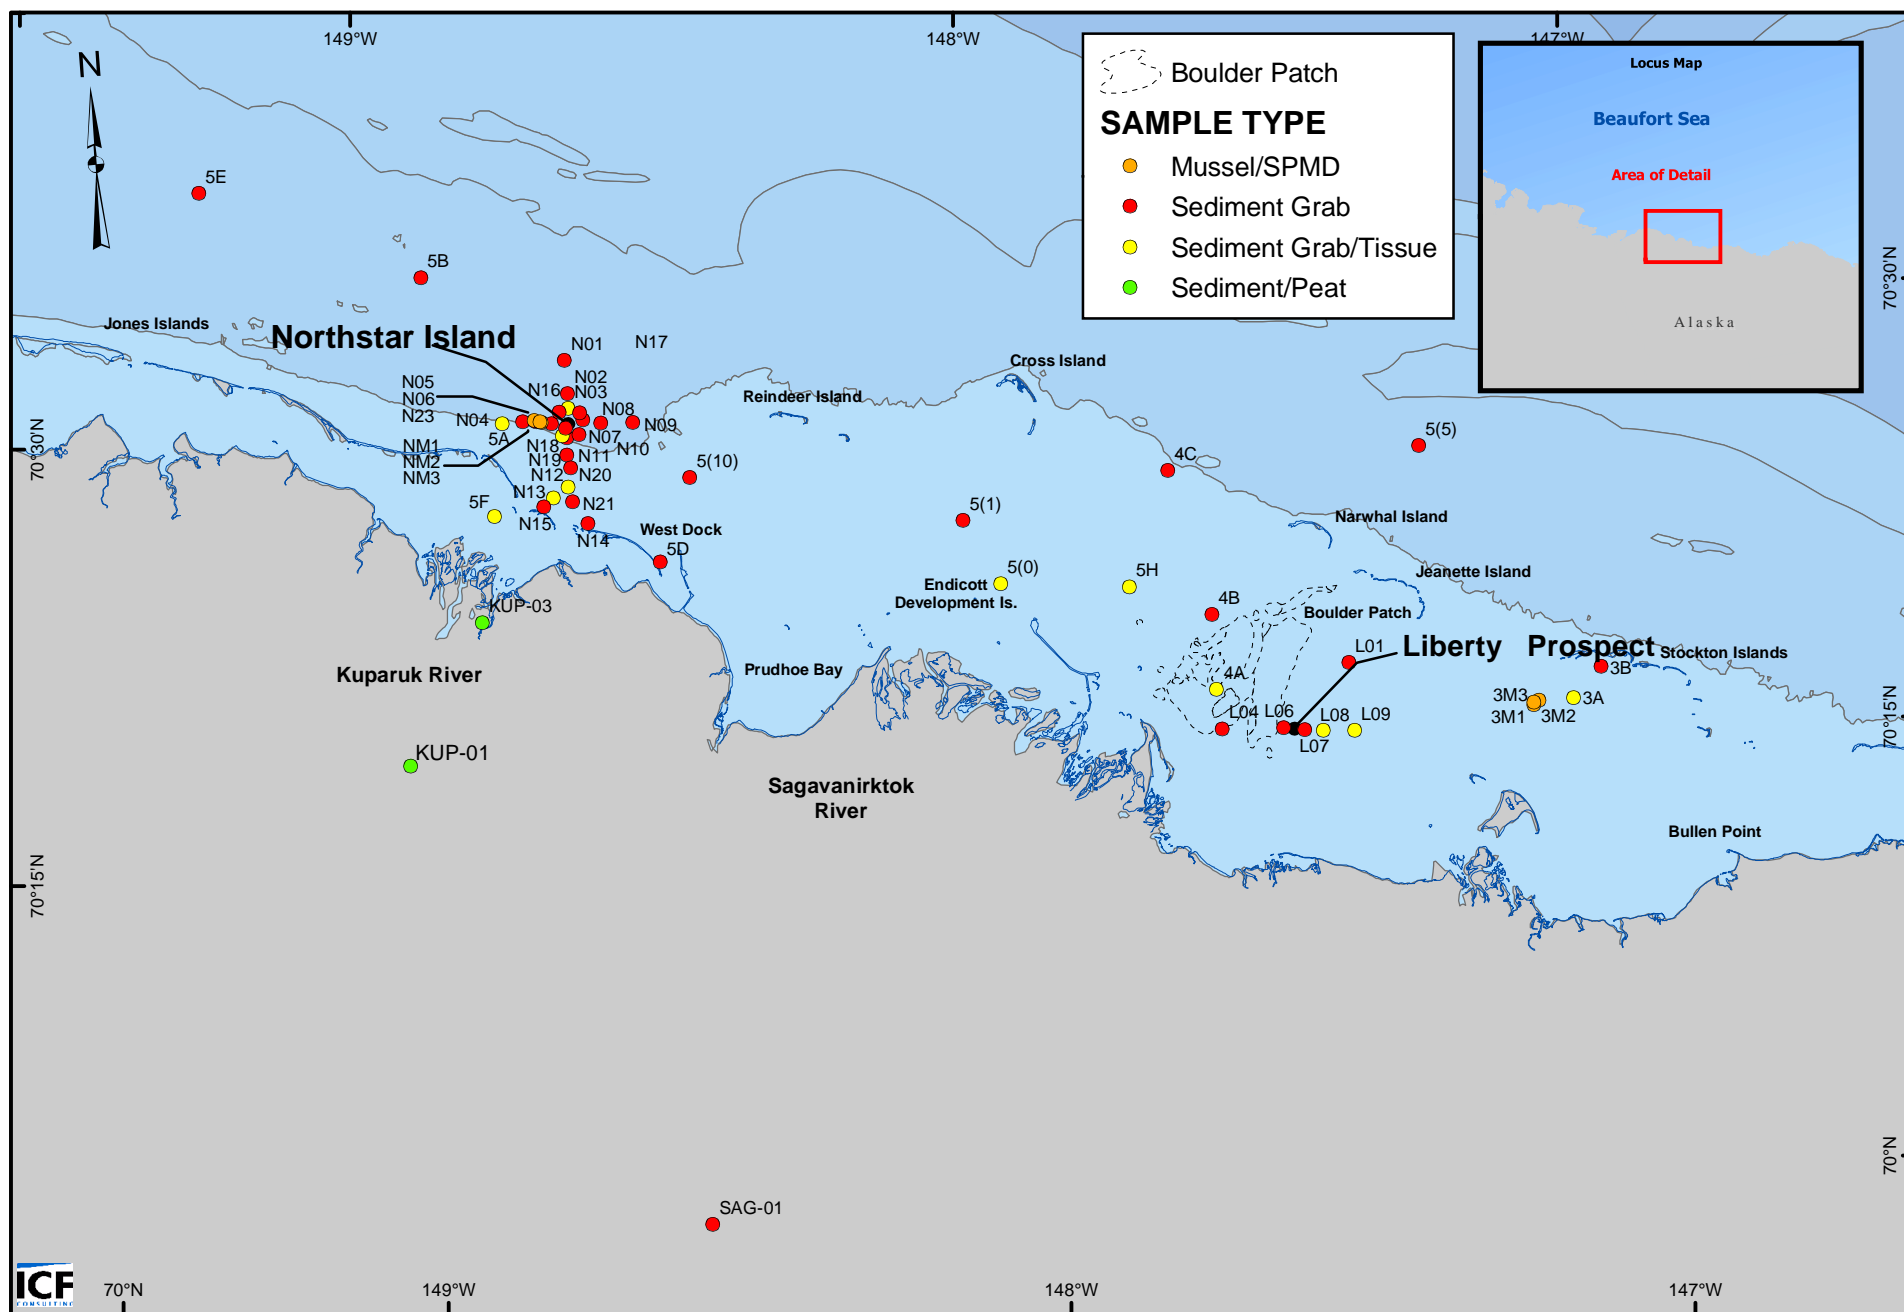 149°W
148°W
147°W
N
Boulder Patch
SAMPLE TYPE
Mussel/SPMD
Sediment Grab
Sediment Grab/Tissue
Sediment/Peat
Locus Map
Beaufort Sea
Area of Detail
Alaska
5E
5B
70°30'N
Jones Islands
Northstar Island
N01
N17
N02
N16
N03
N05
N06
N23
N04
N08
N09
5A
N07
N18
N10
NM1
NM2
NM3
N19
N11
N12
N20
N13
N21
N15
N14
5F
5(10)
70°30'N
Reindeer Island
Cross Island
4C
5(5)
5(1)
Narwhal Island
West Dock
5D
5(0)
5H
Endicott
Development Is.
Jeanette Island
4B
Boulder Patch
KUP-03
L01
Liberty Prospect
Stockton Islands
3B
Kuparuk River
Prudhoe Bay
4A
3M3
3M1
3M2
3A
L04
L06
L07
L08
L09
70°15'N
KUP-01
Sagavanirktok
River
Bullen Point
70°15'N
70°N
SAG-01
ICF
CONSULTING
70°N
149°W
148°W
147°W